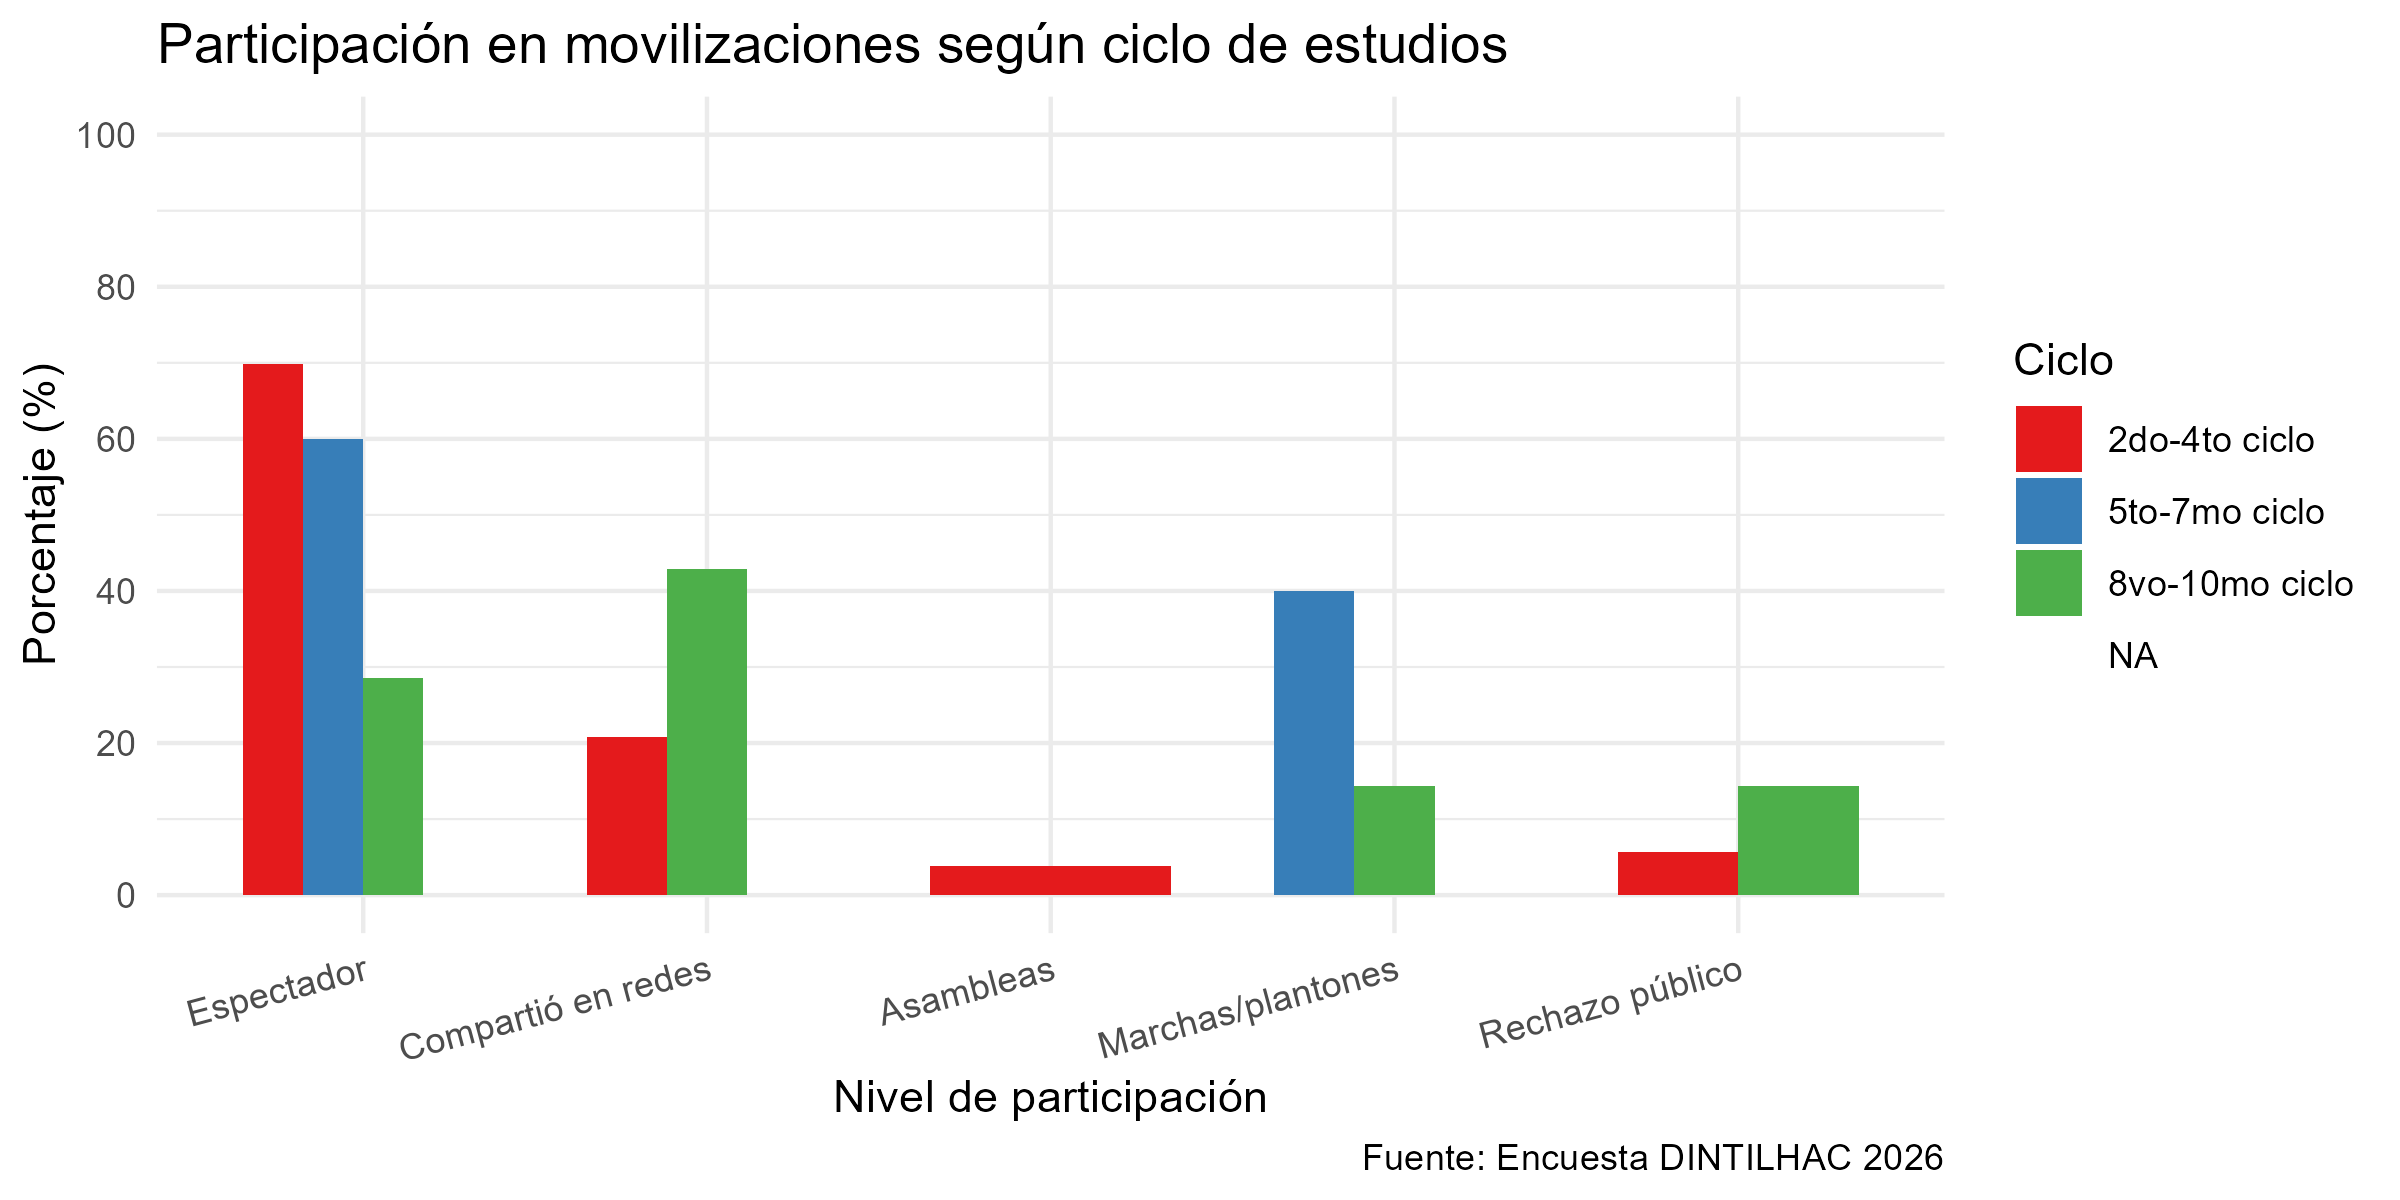 Participación en movilizaciones según ciclo de estudios
Porcentaje (%)
100
80
60
40
20
0
Espectador
Compartió en redes
Asambleas
Marchas/plantones
Rechazo público
Nivel de participación
Ciclo
2do-4to ciclo
5to-7mo ciclo
8vo-10mo ciclo
NA
Fuente: Encuesta DINTILHAC 2026